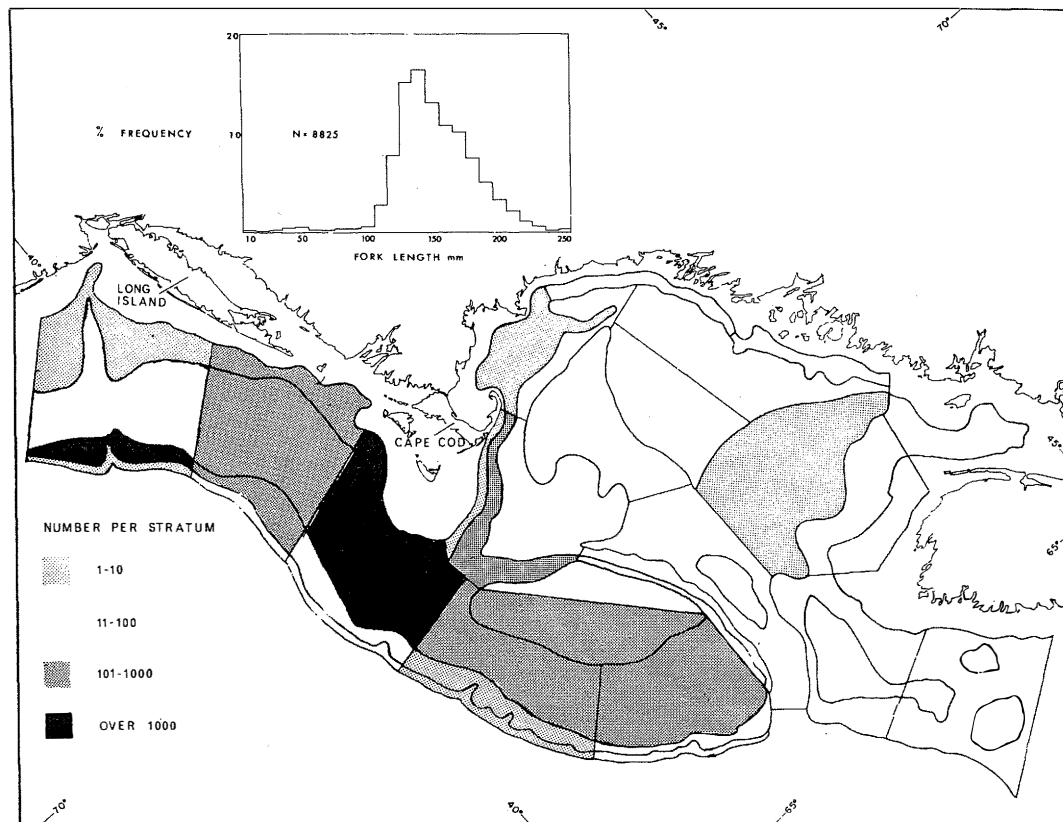 45°
70°
20
% FREQUENCY
10
N= 8825
10
50
100
150
200
250
FORK LENGTH mm
40°
LONG
ISLAND
CAPE COD
45°
NUMBER PER STRATUM
1-10
65°
11-100
101-1000
OVER 1000
70°
40°
65°